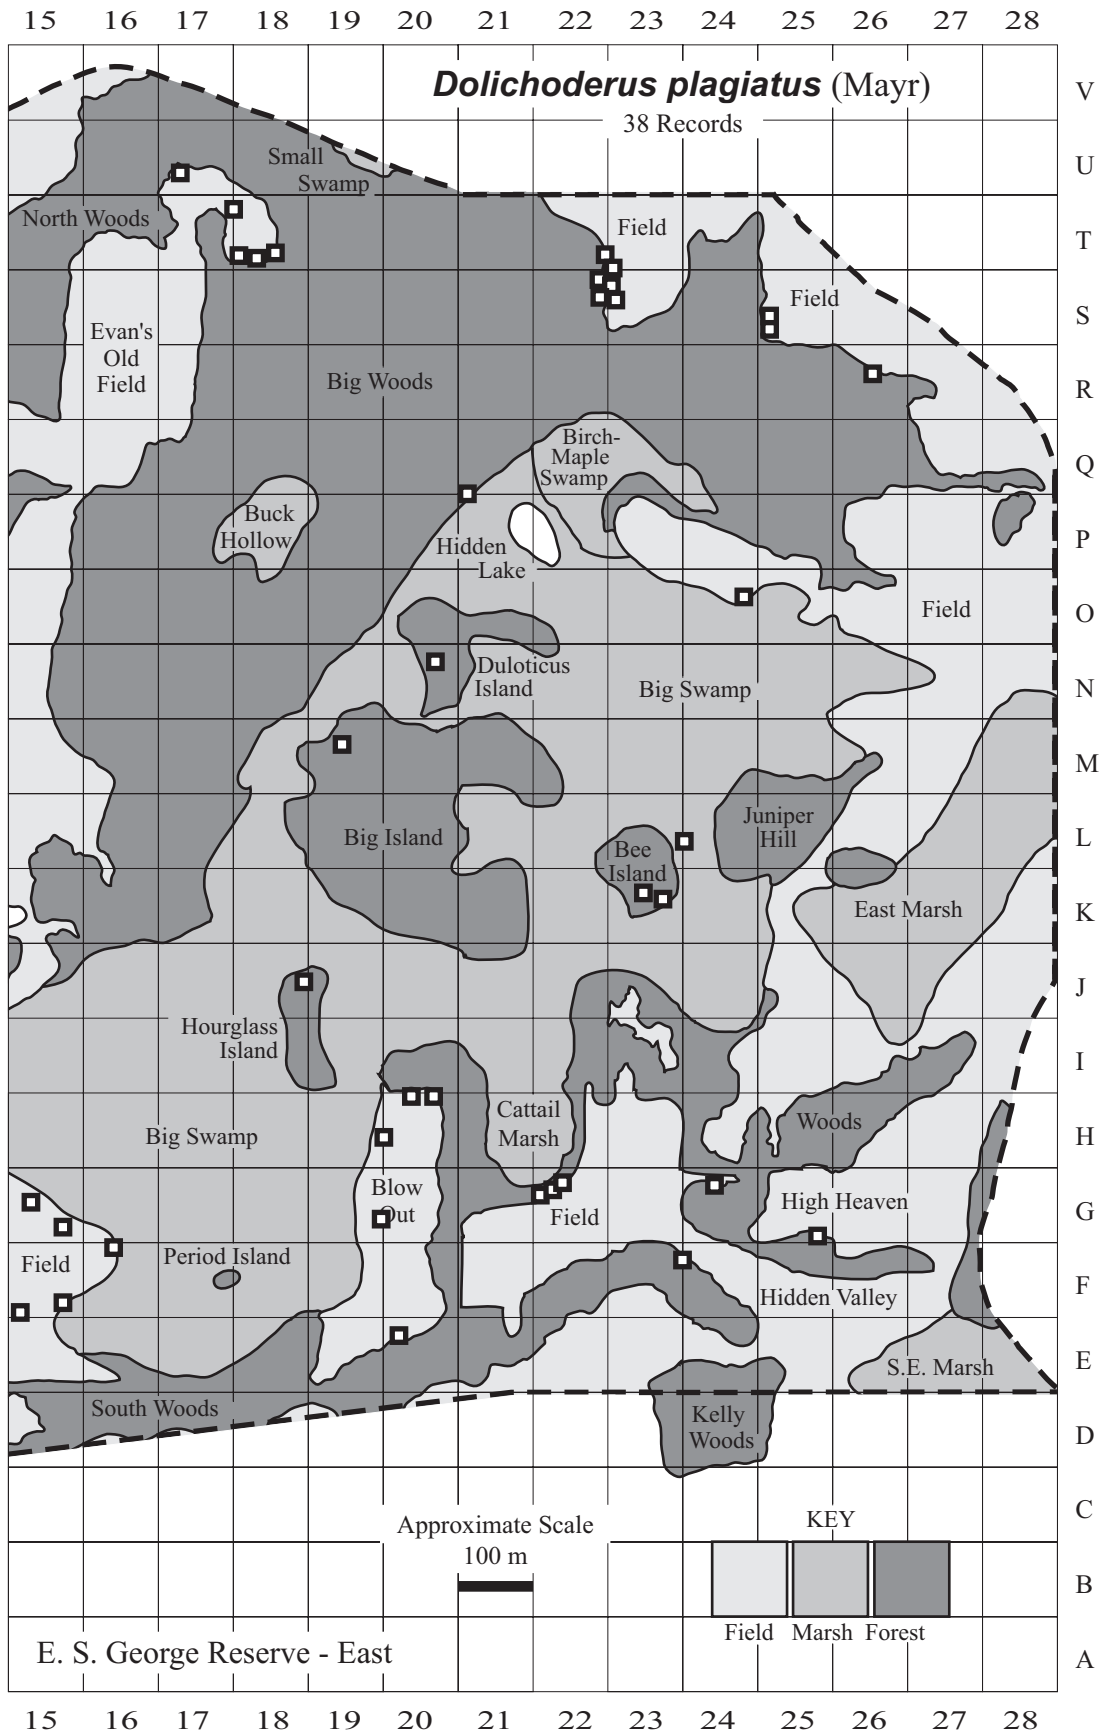 15 16 17 18 19 20 21 22 23 24 25 26 27 28
Dolichoderus plagiatus (Mayr)
V
38 Records
Small
Swamp
U
North Woods
Field
T
Field
S
Evan's
Old
Field
Big Woods
R
Birch-
Maple
Swamp
Q
Buck
Hollow
Hidden
Lake
P
Field
O
Duloticus
Island
Big Swamp
N
M
Juniper
Hill
Big Island
L
Bee
Island
East Marsh
K
J
Hourglass
Island
I
Cattail
Marsh
Woods
Big Swamp
H
Blow
Out
High Heaven
Field
G
Period Island
Field
Hidden Valley
F
S.E. Marsh
E
South Woods
Kelly
Woods
D
C
Approximate Scale
100 m
KEY
B
Field Marsh Forest
E. S. George Reserve - East
A
15 16 17 18 19 20 21 22 23 24 25 26 27 28